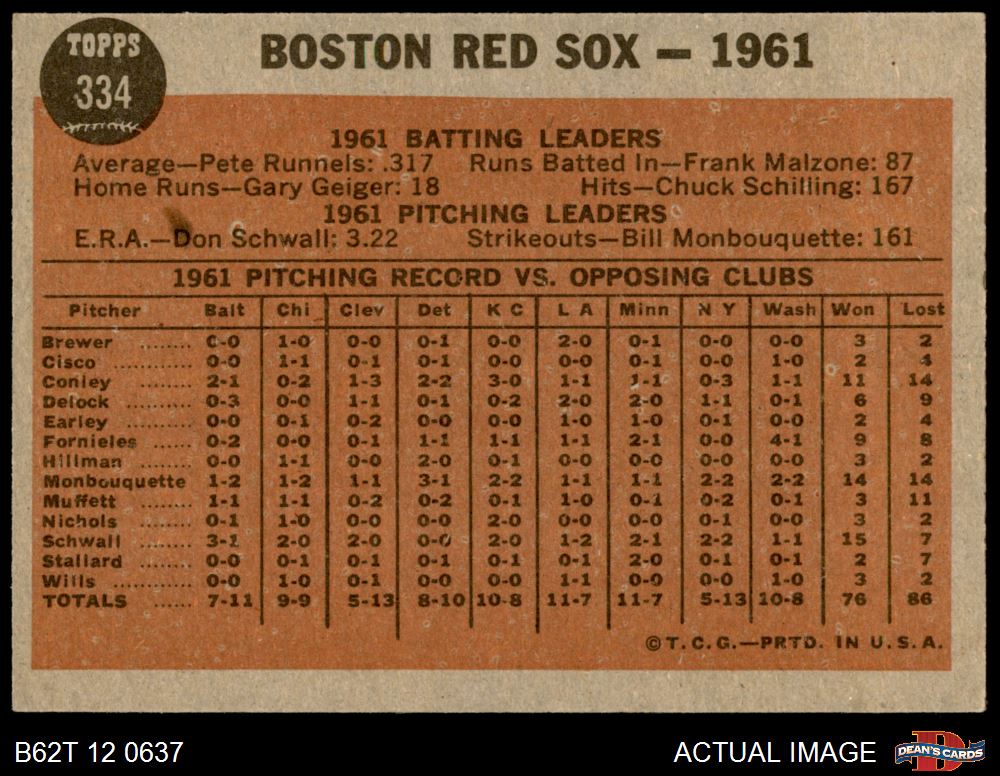 TOPPS
334
BOSTON RED SOX — 1961
1961 BATTING LEADERS
Average—Pete Runnels: .317 Runs Batted In—Frank Malzone: 87
Home Runs—Gary Geiger: 18 Hits—Chuck Schilling: 167
1961 PITCHING LEADERS
E.R.A.—Don Schwall: 3.22 Strikeouts—Bill Monbouquette: 161
1961 PITCHING RECORD VS. OPPOSING CLUBS
Pitcher Balt Chi Clev Det K C L A Minn N Y Wash Won Lost
Brewer ........ 0-0 1-0 0-0 0-1 0-0 2-0 0-1 0-0 0-0 3 2
Cisco .......... 0-0 1-1 0-1 0-1 0-0 0-0 0-1 0-0 1-0 2 4
Conley ......... 2-1 0-2 1-3 2-2 3-0 1-1 1-1 0-3 1-1 11 14
Delock .......... 0-3 0-0 1-1 0-1 0-2 2-0 2-0 1-1 0-1 6 9
Earley .......... 0-0 0-1 0-2 0-0 0-0 1-0 1-0 0-1 0-0 2 4
Fornieles ...... 0-2 0-0 0-1 1-1 1-1 1-1 2-1 0-0 4-1 9 8
Hillman ........ 0-0 1-1 0-0 2-0 0-1 0-0 0-0 0-0 0-0 3 2
Monbouquette 1-2 1-2 1-1 3-1 2-2 1-1 1-1 2-2 2-2 14 14
Muffett ......... 1-1 1-1 0-2 0-2 0-1 1-0 0-1 0-2 0-1 3 11
Nichols ........ 0-1 1-0 0-0 0-0 2-0 0-0 0-0 0-1 0-0 3 2
Schwall ........ 3-1 2-0 2-0 0-0 2-0 1-2 2-1 2-2 1-1 15 7
Stallard ........ 0-0 0-1 0-1 0-1 0-1 0-1 2-0 0-1 0-1 2 7
Wills ............ 0-0 1-0 0-1 0-0 0-0 1-1 0-0 0-0 1-0 3 2
TOTALS ...... 7-11 9-9 5-13 8-10 10-8 11-7 11-7 5-13 10-8 76 86
©T.C.G.—PRTD. IN U.S.A.
B62T 12 0637 ACTUAL IMAGE DEAN'S CARDS